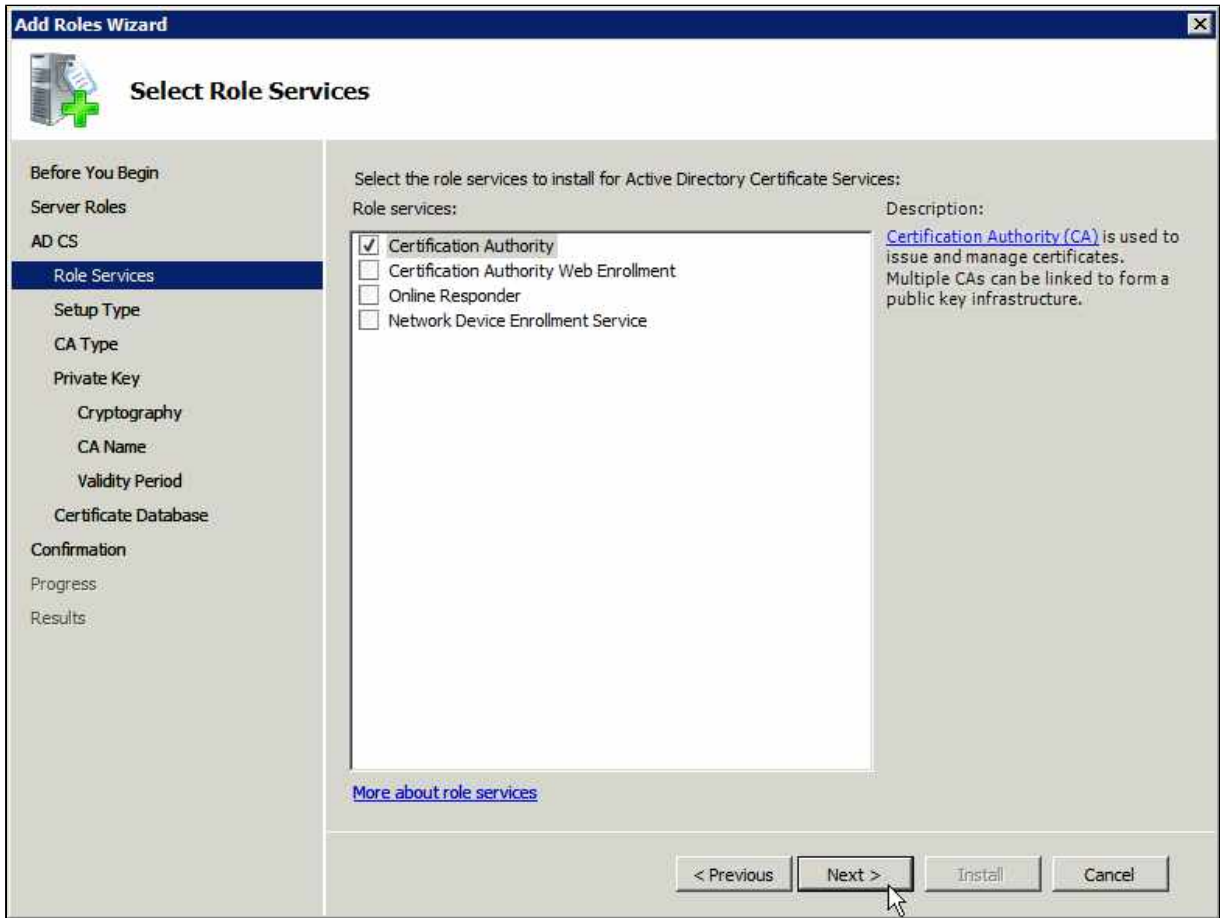 Add Roles Wizard
Select Role Services
Before You Begin
Server Roles
AD CS
Role Services
Setup Type
CA Type
Private Key
Cryptography
CA Name
Validity Period
Certificate Database
Confirmation
Progress
Results
Select the role services to install for Active Directory Certificate Services:
Role services:
Certification Authority
Certification Authority Web Enrollment
Online Responder
Network Device Enrollment Service
Description:
Certification Authority (CA) is used to
issue and manage certificates.
Multiple CAs can be linked to form a
public key infrastructure.
More about role services
< Previous
Next >
Install
Cancel